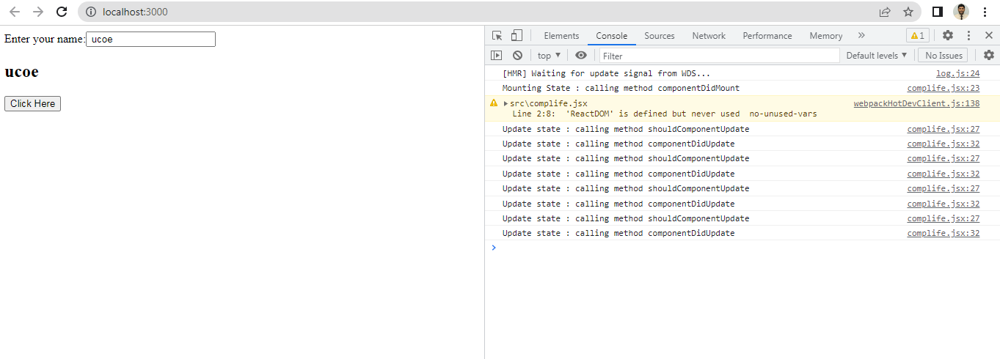 localhost:3000
Enter your name: ucoe
ucoe
Click Here
Elements Console Sources Network Performance Memory » 1
top ▼ Filter Default levels ▼ No Issues
[HMR] Waiting for update signal from WDS... log.js:24
Mounting State : calling method componentDidMount complife.jsx:23
src\complife.jsx webpackHotDevClient.js:138
Line 2:8: 'ReactDOM' is defined but never used no-unused-vars
Update state : calling method shouldComponentUpdate complife.jsx:27
Update state : calling method componentDidUpdate complife.jsx:32
Update state : calling method shouldComponentUpdate complife.jsx:27
Update state : calling method componentDidUpdate complife.jsx:32
Update state : calling method shouldComponentUpdate complife.jsx:27
Update state : calling method componentDidUpdate complife.jsx:32
Update state : calling method shouldComponentUpdate complife.jsx:27
Update state : calling method componentDidUpdate complife.jsx:32